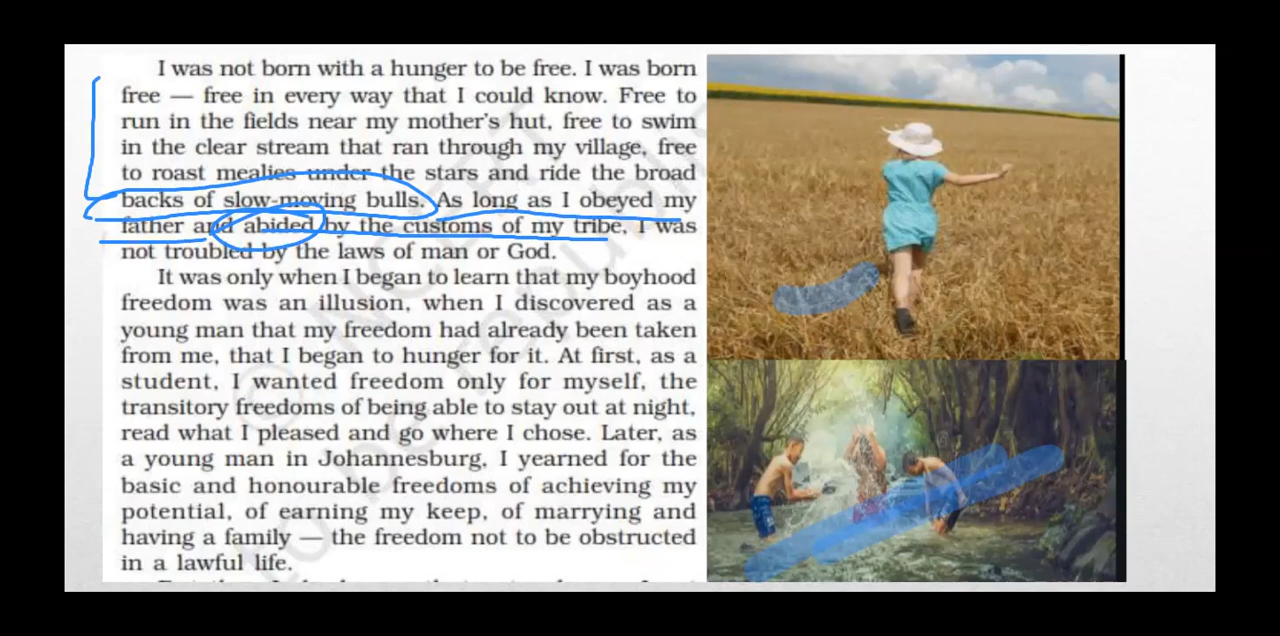 I was not born with a hunger to be free. I was born
free — free in every way that I could know. Free to
run in the fields near my mother's hut, free to swim
in the clear stream that ran through my village, free
to roast mealies under the stars and ride the broad
backs of slow-moving bulls. As long as I obeyed my
father and abided by the customs of my tribe, I was
not troubled by the laws of man or God.
It was only when I began to learn that my boyhood
freedom was an illusion, when I discovered as a
young man that my freedom had already been taken
from me, that I began to hunger for it. At first, as a
student, I wanted freedom only for myself, the
transitory freedoms of being able to stay out at night,
read what I pleased and go where I chose. Later, as
a young man in Johannesburg, I yearned for the
basic and honourable freedoms of achieving my
potential, of earning my keep, of marrying and
having a family — the freedom not to be obstructed
in a lawful life.
© NCERT
to be republi